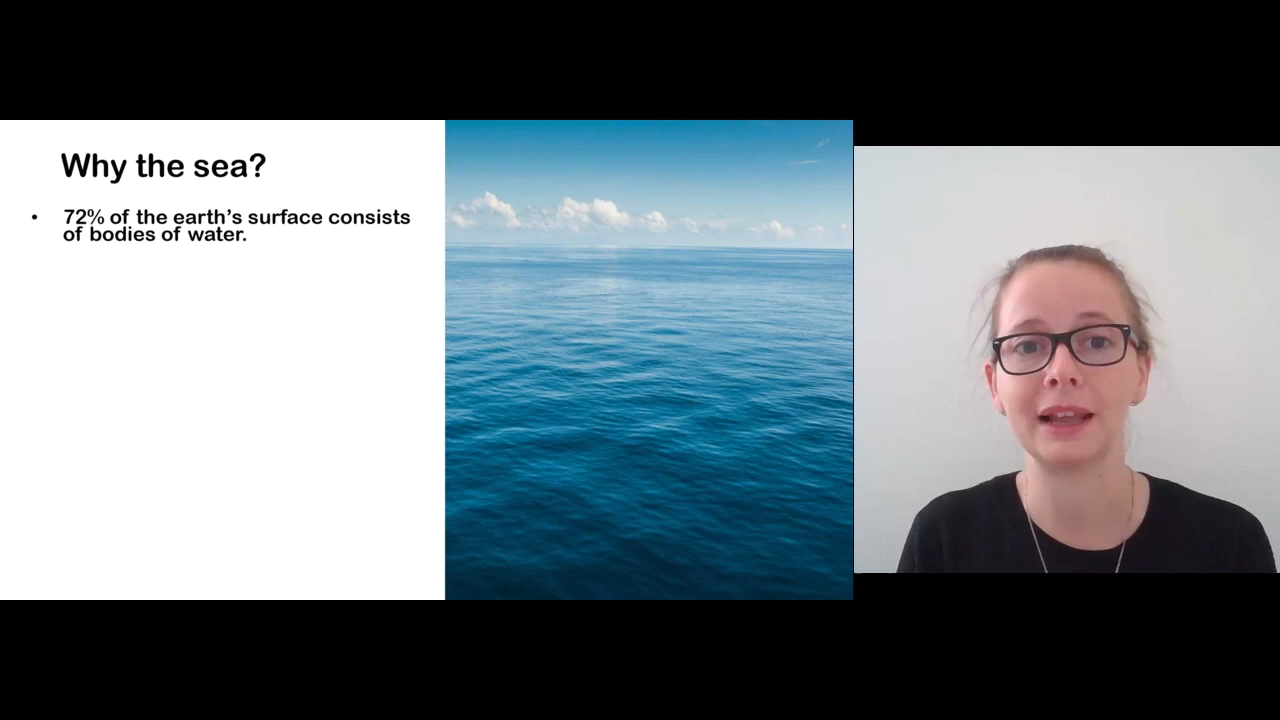 Why the sea?
• 72% of the earth’s surface consists
of bodies of water.